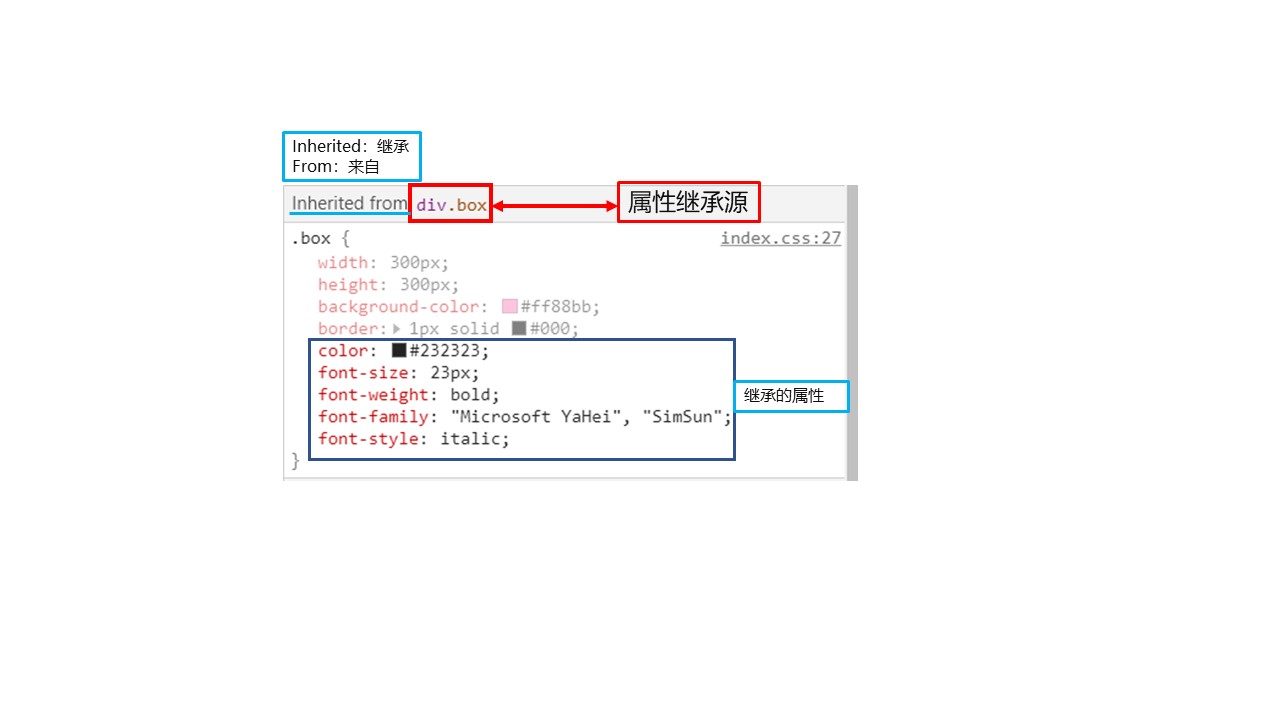 Inherited：继承
From：来自
Inherited from div.box 属性继承源
.box { index.css:27
width: 300px;
height: 300px;
background-color: #ff88bb;
border: 1px solid #000;
color: #232323;
font-size: 23px;
font-weight: bold;
继承的属性
font-family: "Microsoft YaHei", "SimSun";
font-style: italic;
}